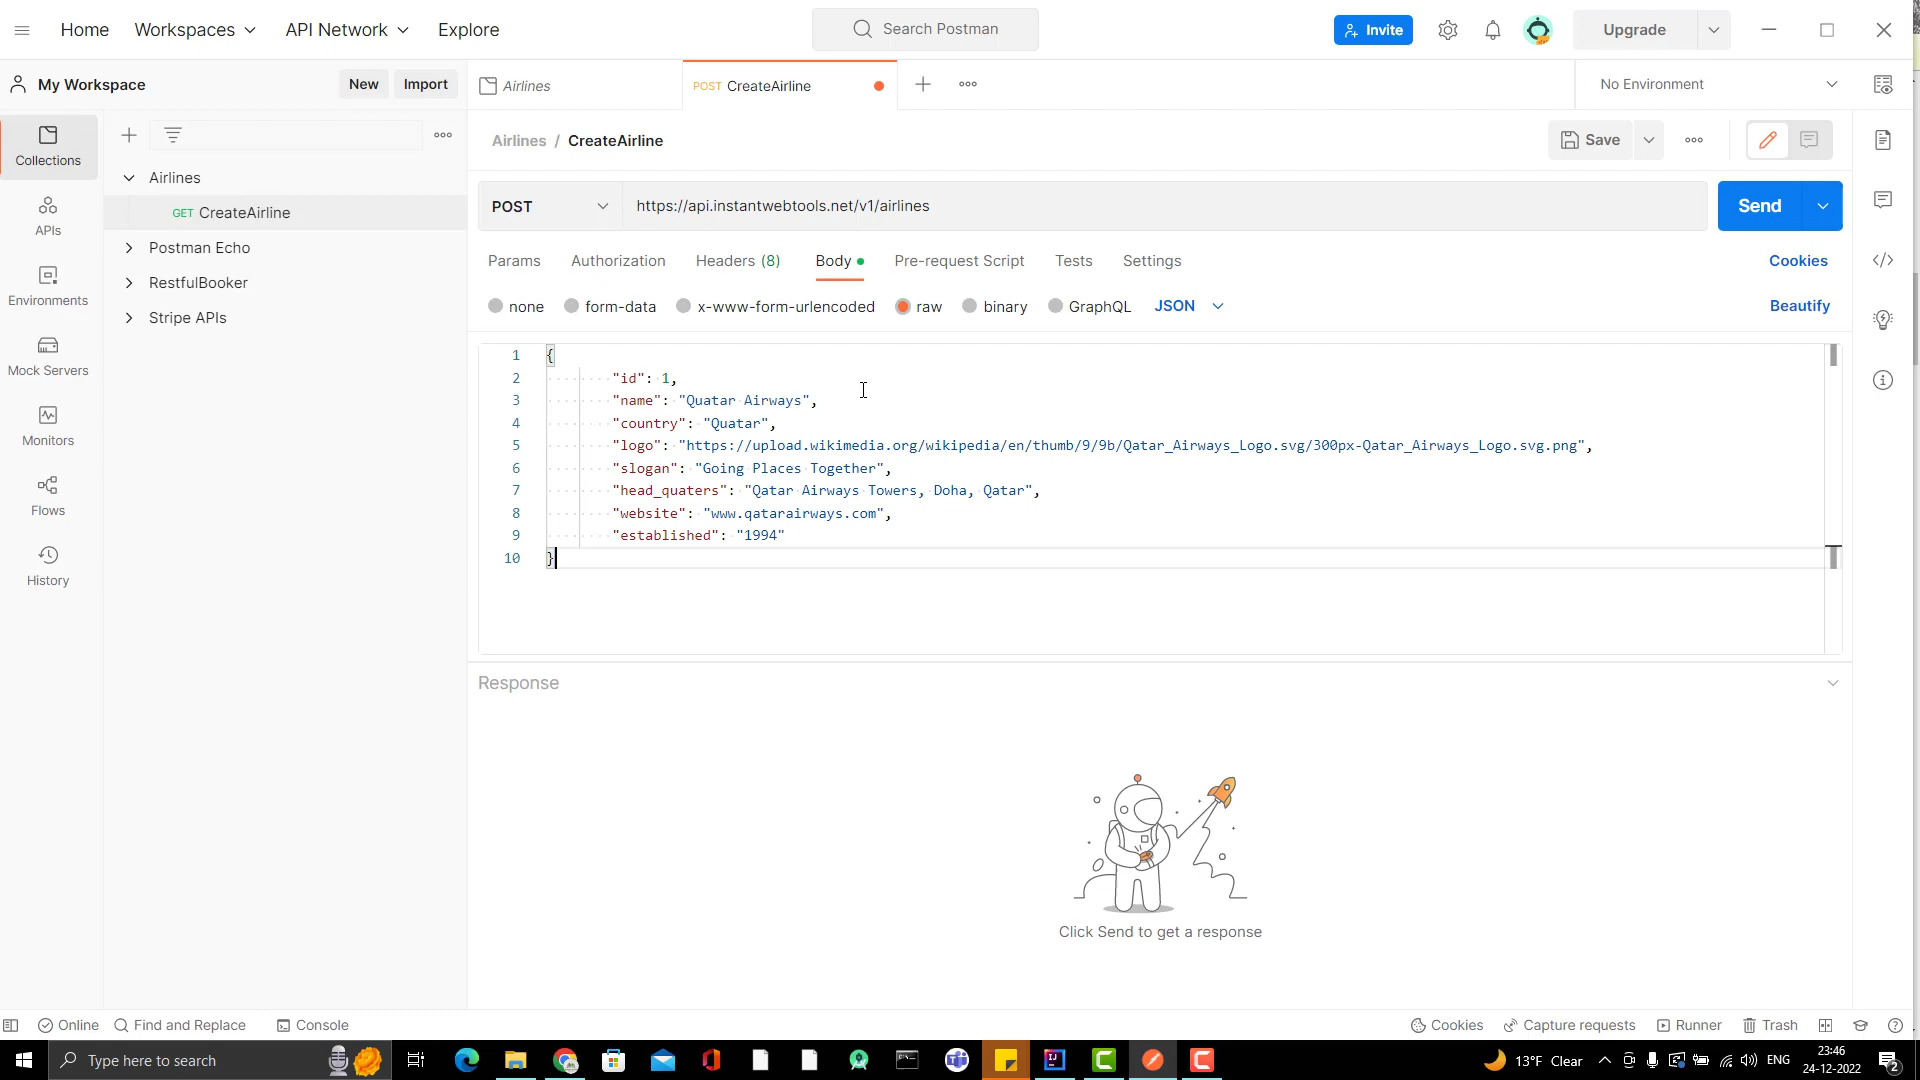 Home Workspaces API Network Explore Search Postman Invite Upgrade
My Workspace New Import Airlines POST CreateAirline No Environment
Collections
APIs
Environments
Mock Servers
Monitors
Flows
History
Airlines
GET CreateAirline
Postman Echo
RestfulBooker
Stripe APIs
Airlines / CreateAirline Save
POST https://api.instantwebtools.net/v1/airlines Send
Params Authorization Headers (8) Body Pre-request Script Tests Settings Cookies
none form-data x-www-form-urlencoded raw binary GraphQL JSON Beautify
1 {
2 "id": 1,
3 "name": "Quatar Airways",
4 "country": "Quatar",
5 "logo": "https://upload.wikimedia.org/wikipedia/en/thumb/9/9b/Qatar_Airways_Logo.svg/300px-Qatar_Airways_Logo.svg.png",
6 "slogan": "Going Places Together",
7 "head_quaters": "Qatar Airways Towers, Doha, Qatar",
8 "website": "www.qatarairways.com",
9 "established": "1994"
10 }
Response
Click Send to get a response
Online Find and Replace Console Cookies Capture requests Runner Trash
Type here to search 13°F Clear ENG 23:46
24-12-2022 2